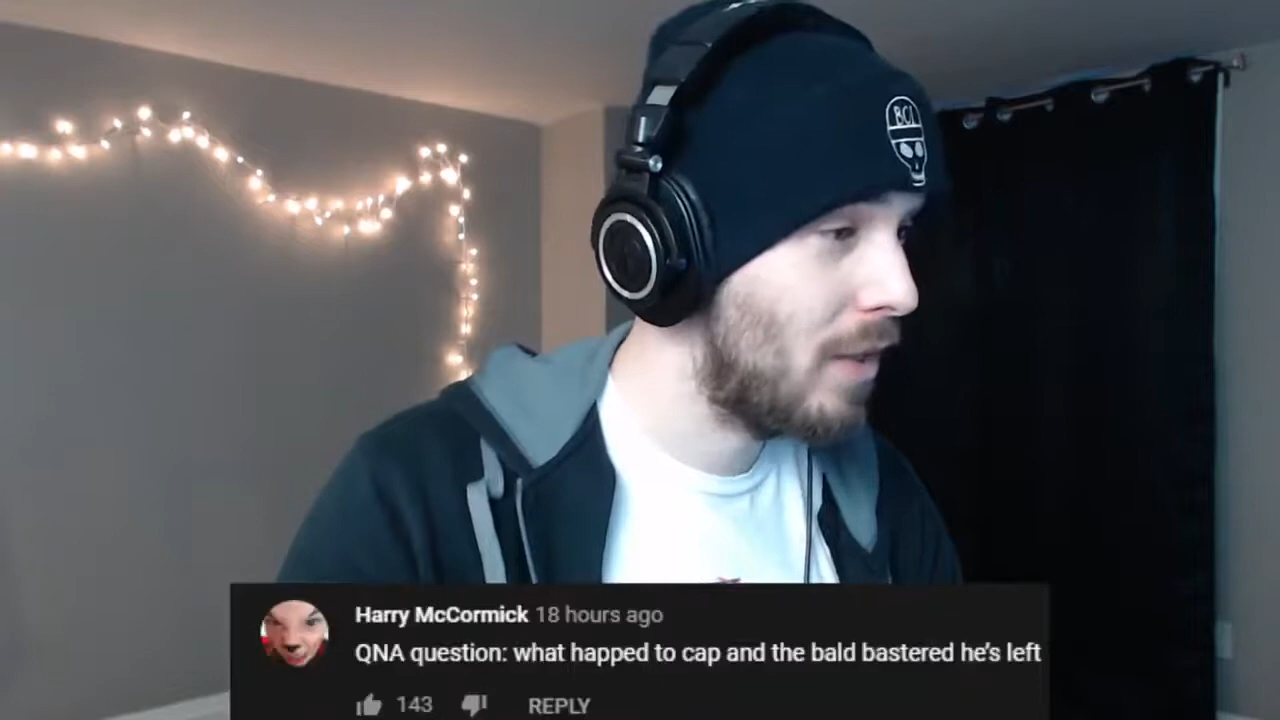 BCI
Harry McCormick 18 hours ago
QNA question: what happed to cap and the bald bastered he's left
143 REPLY